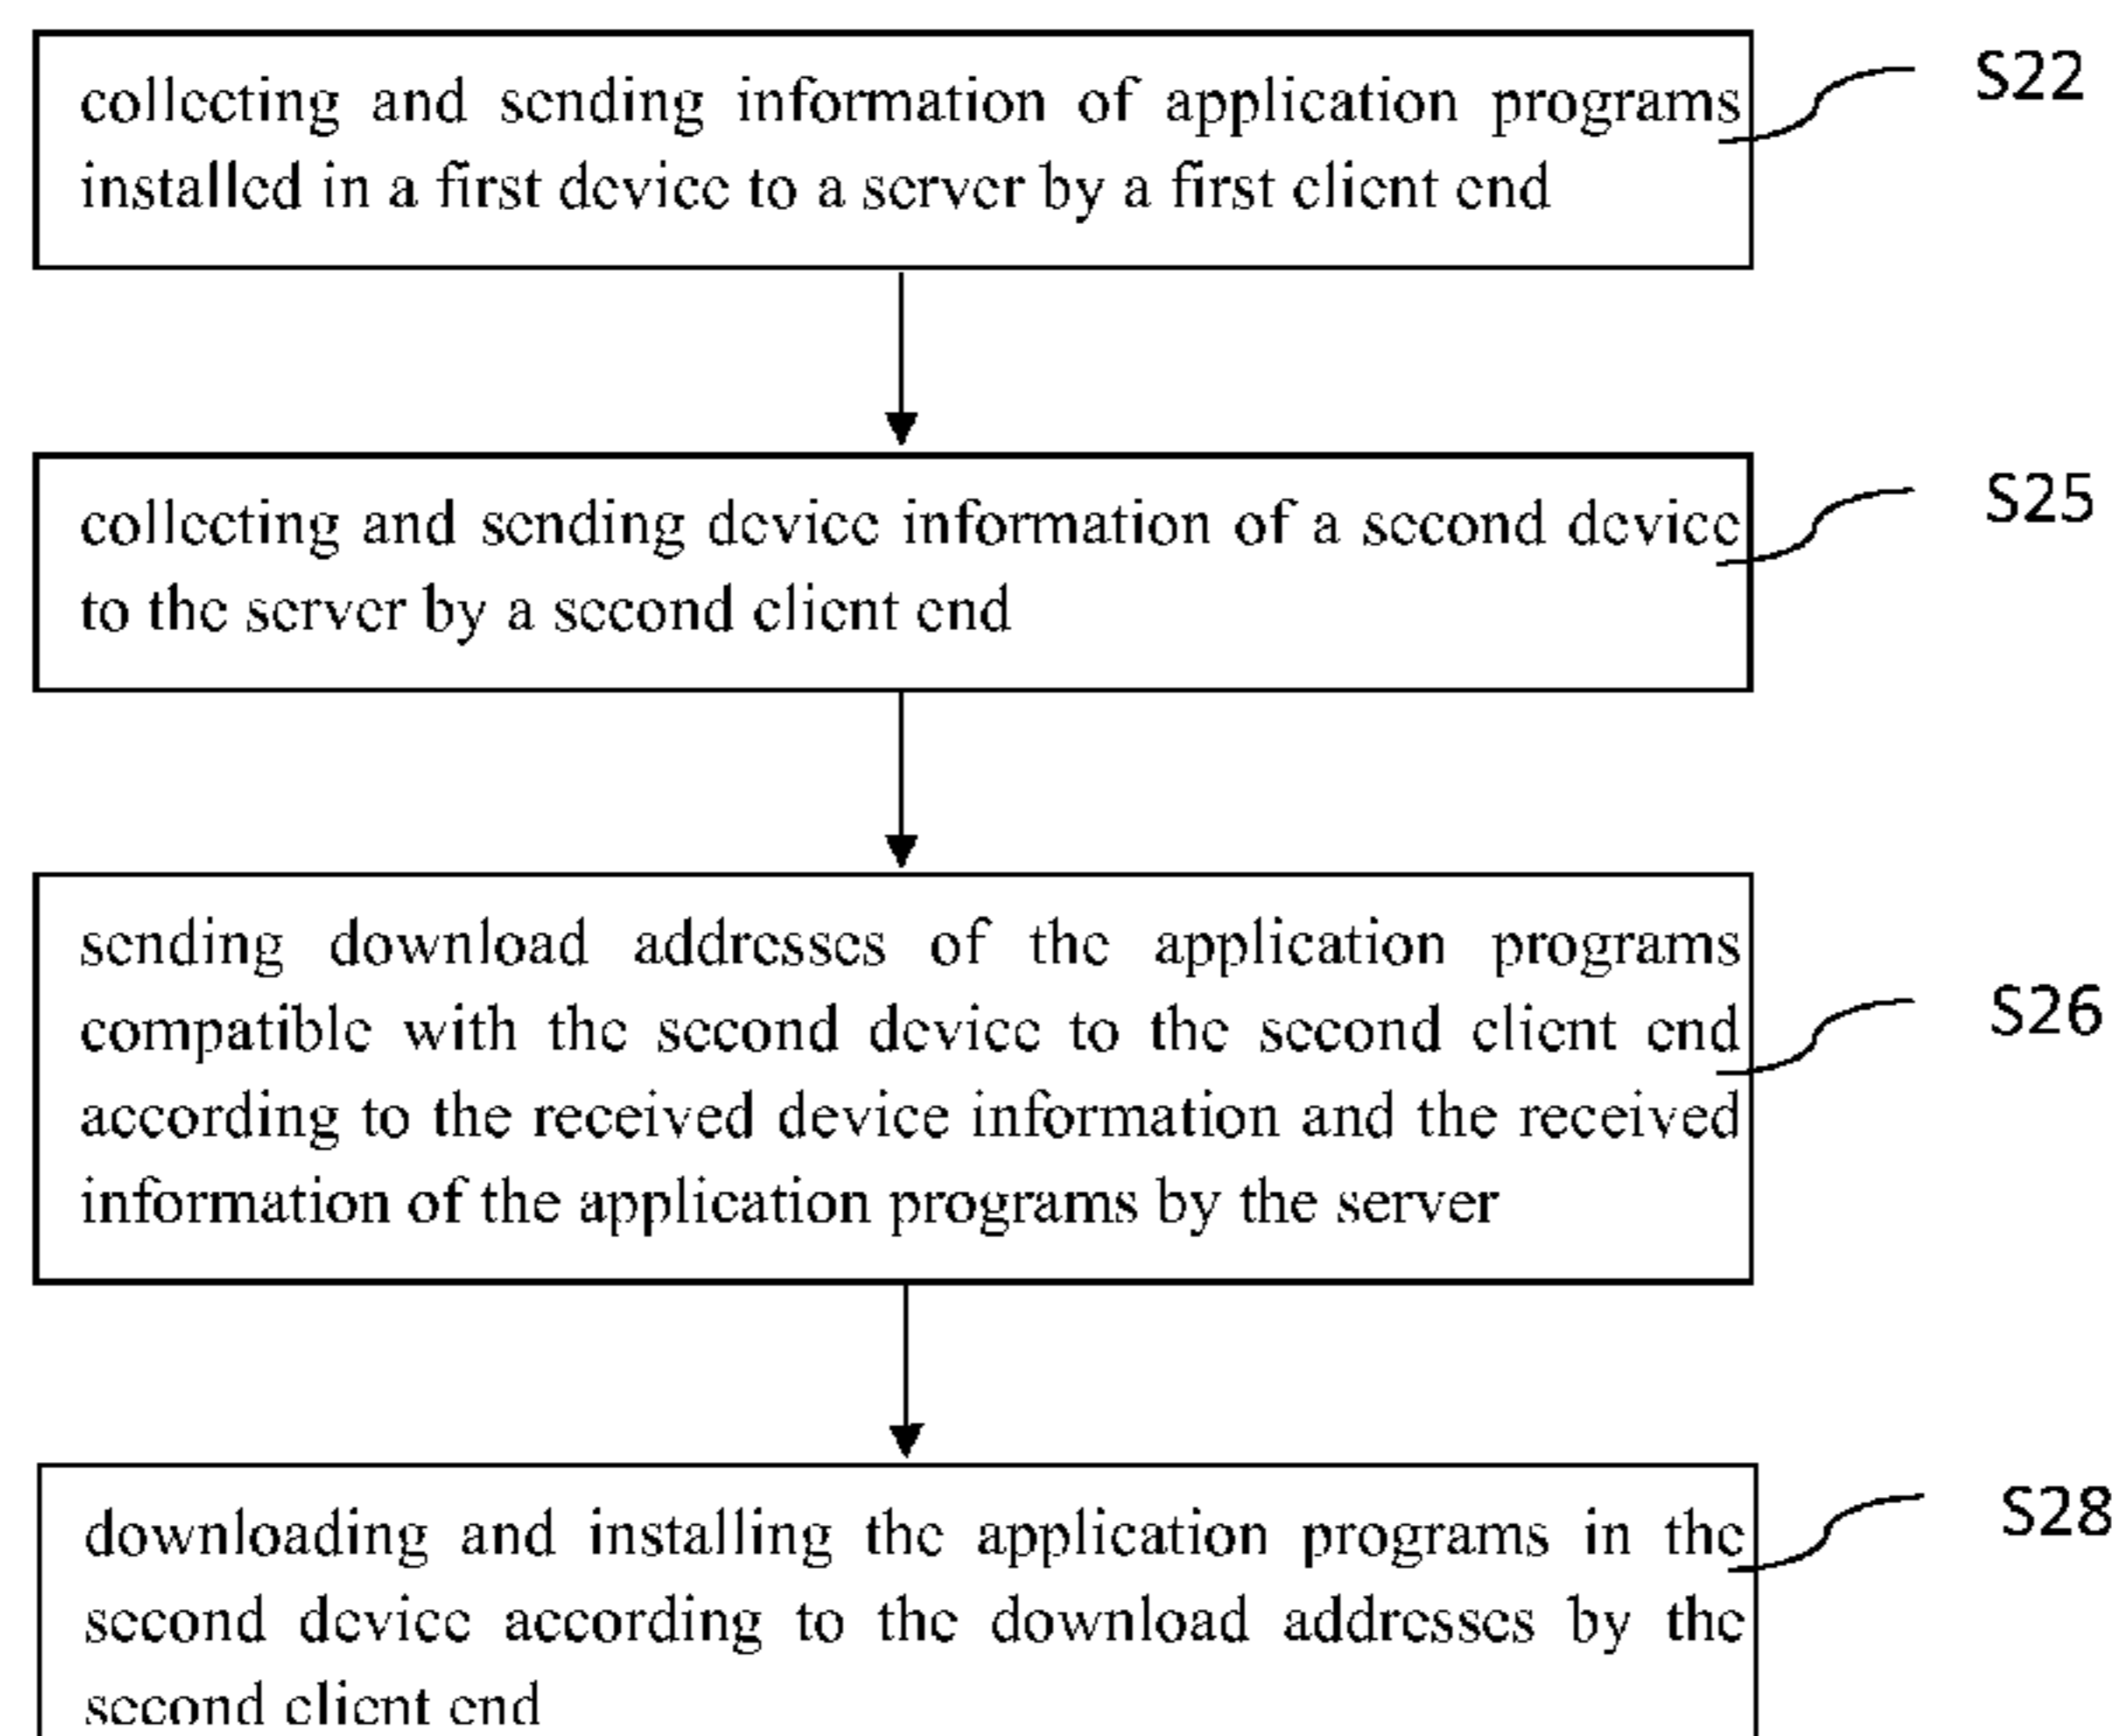 collecting and sending information of application programs
installed in a first device to a server by a first client end
S22
collecting and sending device information of a second device
to the server by a second client end
S25
sending download addresses of the application programs
compatible with the second device to the second client end
according to the received device information and the received
information of the application programs by the server
S26
downloading and installing the application programs in the
second device according to the download addresses by the
second client end
S28